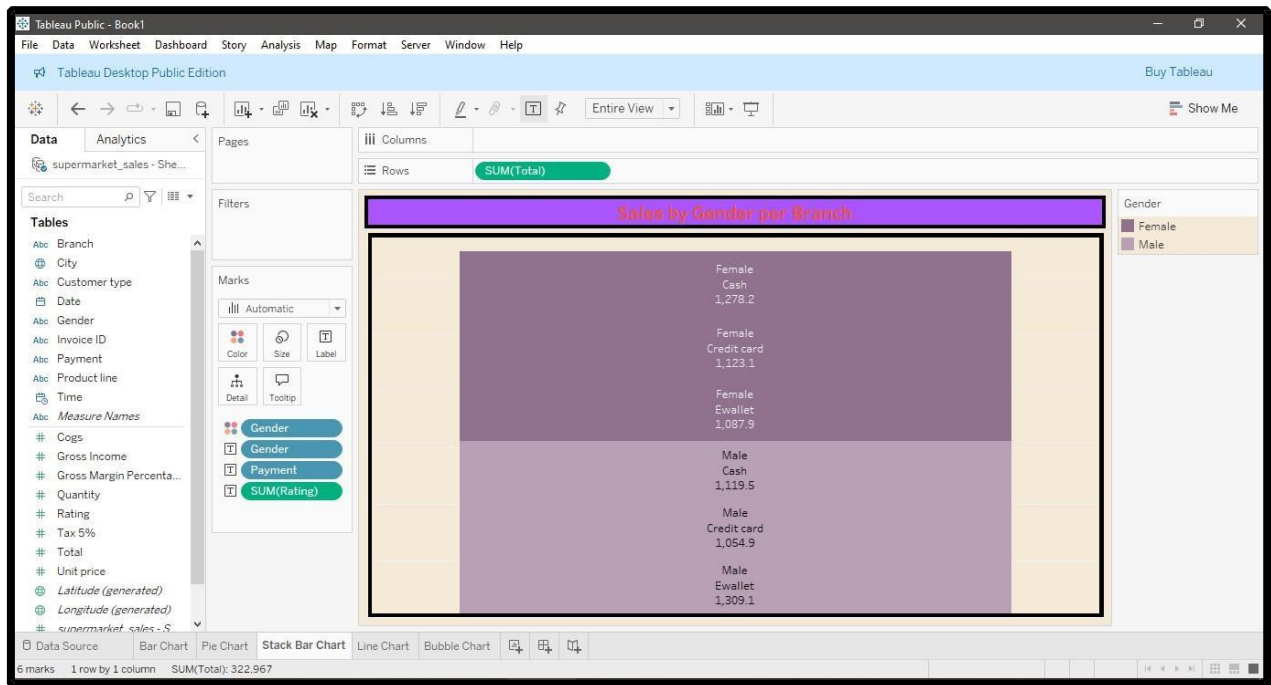 Tableau Public - Book1
File Data Worksheet Dashboard Story Analysis Map Format Server Window Help
Tableau Desktop Public Edition
Buy Tableau
Entire View
Show Me
Data Analytics
supermarket_sales - She...
Search
Tables
Abc Branch
City
Abc Customer type
Date
Abc Gender
Abc Invoice ID
Abc Payment
Abc Product line
Time
Abc Measure Names
# Cogs
# Gross Income
# Gross Margin Percenta...
# Quantity
# Rating
# Tax 5%
# Total
# Unit price
Latitude (generated)
Longitude (generated)
# supermarket_sales - S
Pages
Filters
Marks
Automatic
Color Size Label
Detail Tooltip
Gender
Gender
Payment
SUM(Rating)
Columns
Rows SUM(Total)
Sales by Gender per Branch
Female
Cash
1,278.2
Female
Credit card
1,123.1
Female
Ewallet
1,087.9
Male
Cash
1,119.5
Male
Credit card
1,054.9
Male
Ewallet
1,309.1
Gender
Female
Male
Data Source Bar Chart Pie Chart Stack Bar Chart Line Chart Bubble Chart
6 marks 1 row by 1 column SUM(Total): 322,967